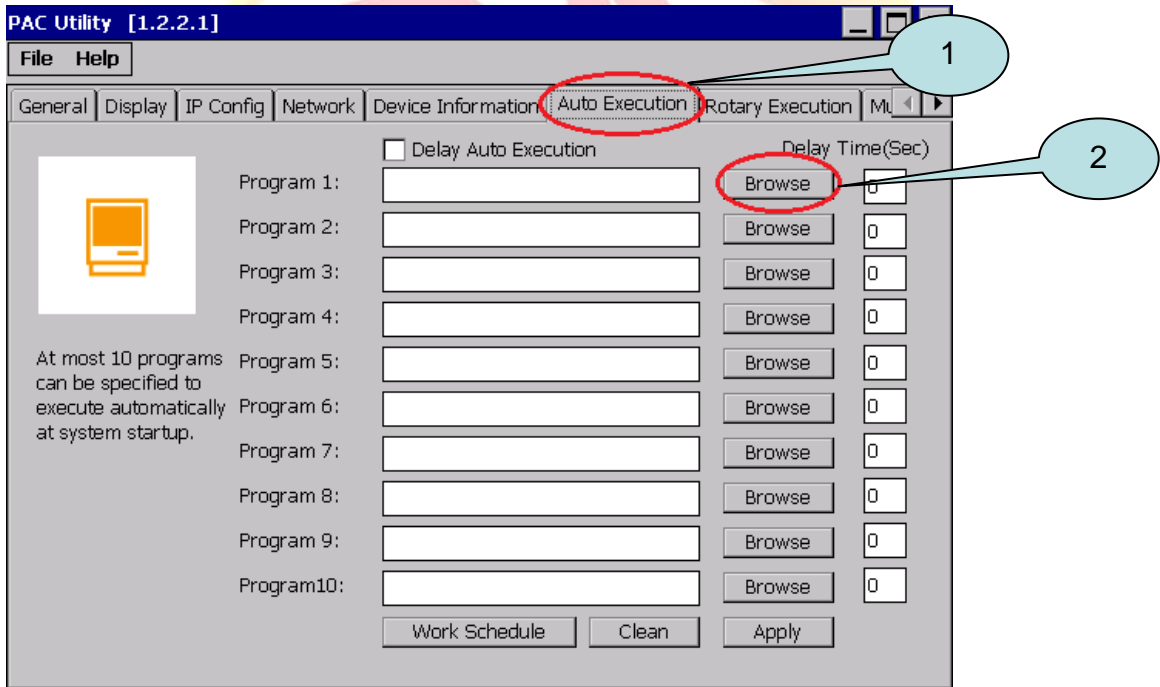 PAC Utility [1.2.2.1]
1
File Help
General Display IP Config Network Device Information Auto Execution Rotary Execution
Delay Auto Execution Delay Time(Sec)
2
Program 1: Browse 0
Program 2: Browse 0
Program 3: Browse 0
Program 4: Browse 0
At most 10 programs
can be specified to
execute automatically
at system startup.
Program 5: Browse 0
Program 6: Browse 0
Program 7: Browse 0
Program 8: Browse 0
Program 9: Browse 0
Program10: Browse 0
Work Schedule Clean Apply